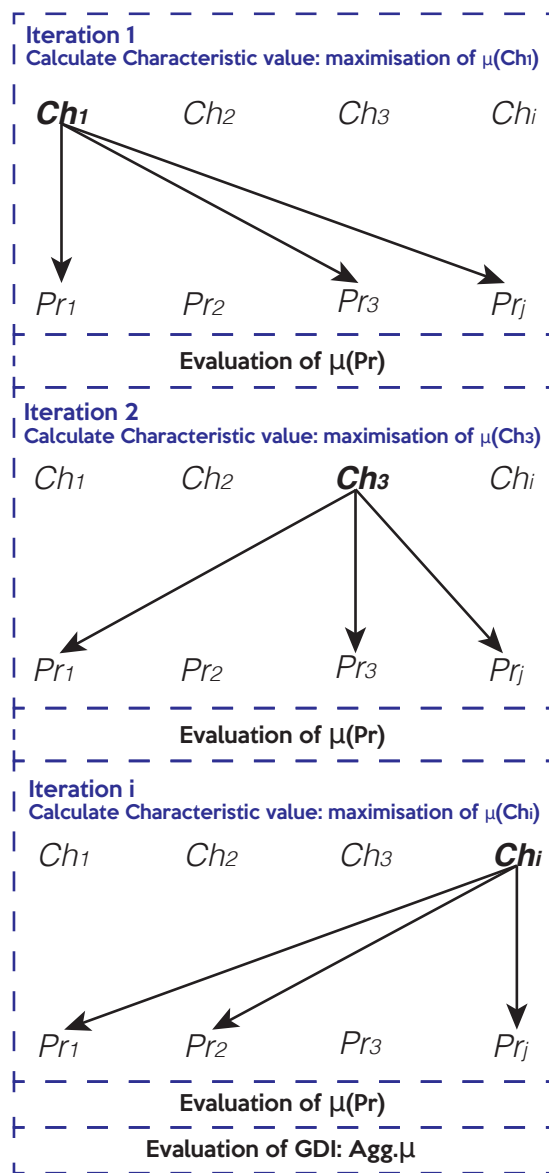 Iteration 1
Calculate Characteristic value: maximisation of μ(Ch1)
Ch1 Ch2 Ch3 Chi
Pr1 Pr2 Pr3 Prj
Evaluation of μ(Pr)
Iteration 2
Calculate Characteristic value: maximisation of μ(Ch3)
Ch1 Ch2 Ch3 Chi
Pr1 Pr2 Pr3 Prj
Evaluation of μ(Pr)
Iteration i
Calculate Characteristic value: maximisation of μ(Chi)
Ch1 Ch2 Ch3 Chi
Pr1 Pr2 Pr3 Prj
Evaluation of μ(Pr)
Evaluation of GDI: Agg.μ